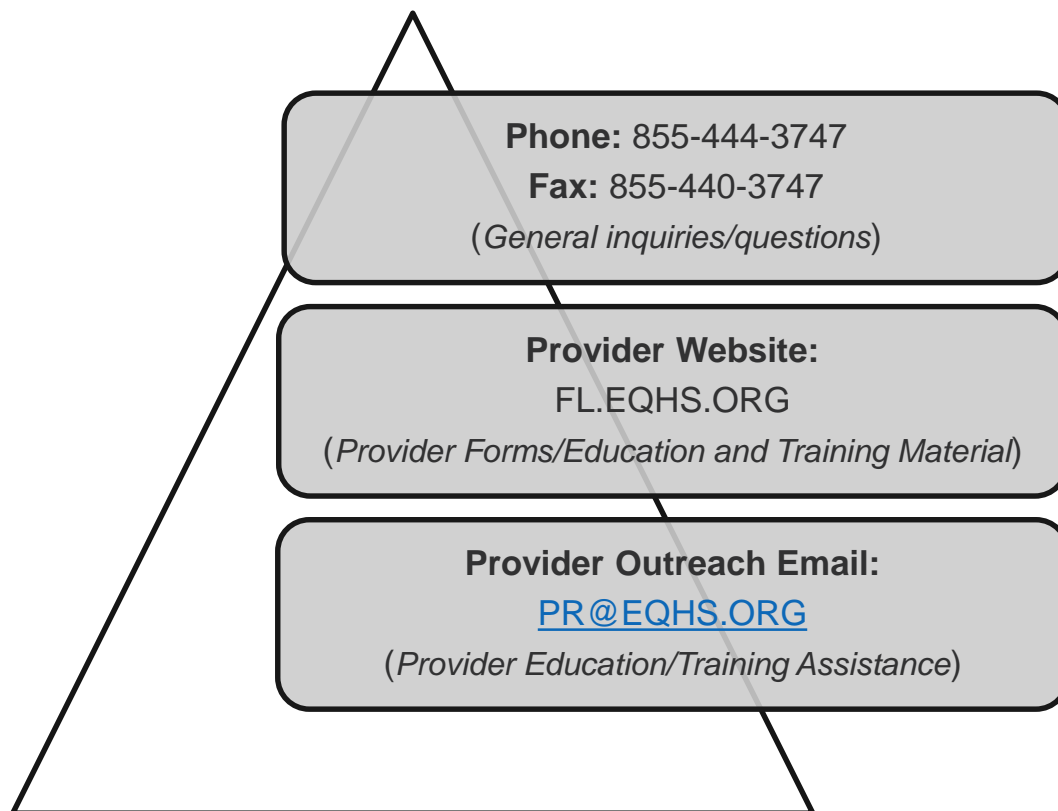 Phone: 855-444-3747
Fax: 855-440-3747
(General inquiries/questions)
Provider Website:
FL.EQHS.ORG
(Provider Forms/Education and Training Material)
Provider Outreach Email:
PR@EQHS.ORG
(Provider Education/Training Assistance)